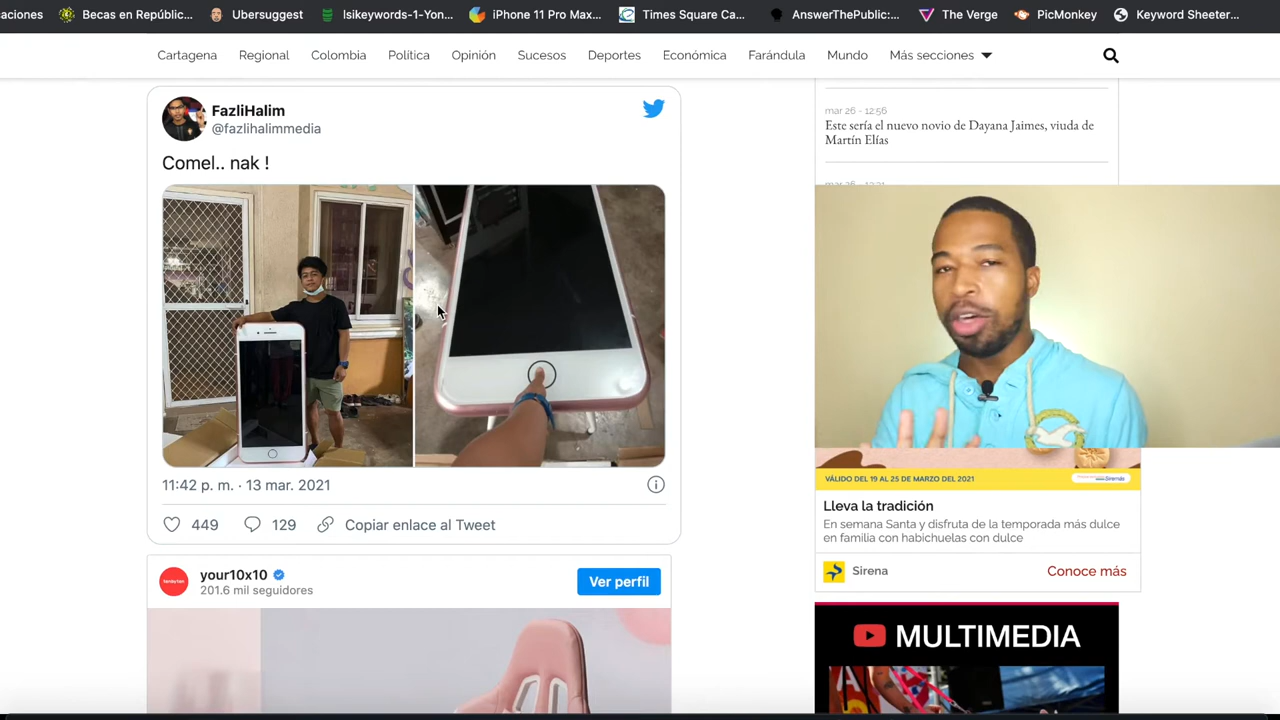 aciones
Becas en Repúblic...
Ubersuggest
Isikeywords-1-Yon...
iPhone 11 Pro Max...
Times Square Ca...
AnswerThePublic:...
The Verge
PicMonkey
Keyword Sheeter...
Cartagena
Regional
Colombia
Política
Opinión
Sucesos
Deportes
Económica
Farándula
Mundo
Más secciones
FazliHalim
@fazlihalimmedia
Comel.. nak !
11:42 p. m. · 13 mar. 2021
449
129
Copiar enlace al Tweet
your10x10
201.6 mil seguidores
Ver perfil
mar 26 - 12:56
Este sería el nuevo novio de Dayana Jaimes, viuda de
Martín Elías
VÁLIDO DEL 19 AL 25 DE MARZO DEL 2021
Lleva la tradición
En semana Santa y disfruta de la temporada más dulce
en familia con habichuelas con dulce
Sirena
Conoce más
MULTIMEDIA